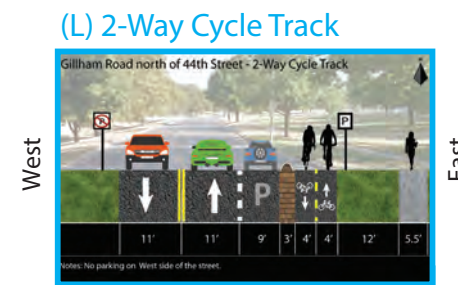 (L) 2-Way Cycle Track
Gillham Road north of 44th Street - 2-Way Cycle Track
P
P
West
East
P
11' 11' 9' 3' 4' 4' 12' 5.5'
Notes: No parking on West side of the street.